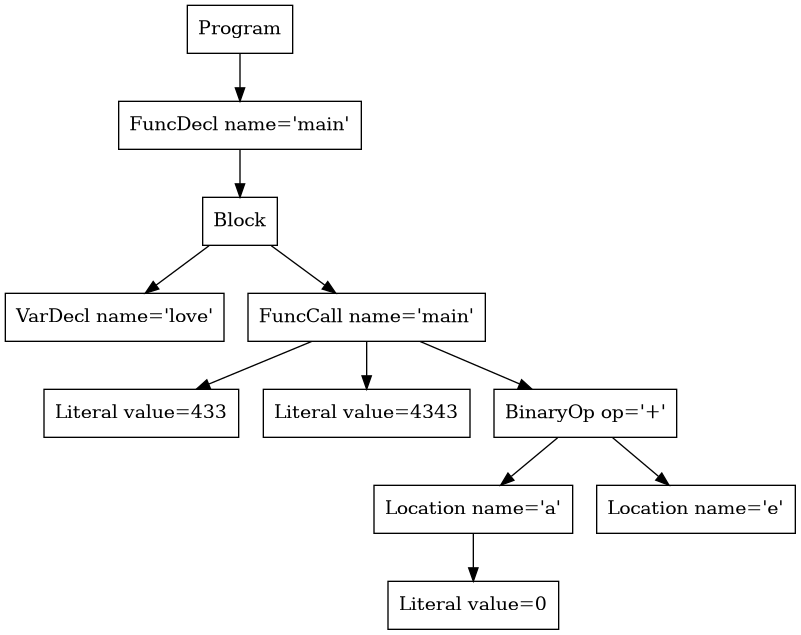 Program
FuncDecl name='main'
Block
VarDecl name='love'
FuncCall name='main'
Literal value=433
Literal value=4343
BinaryOp op='+'
Location name='a'
Location name='e'
Literal value=0